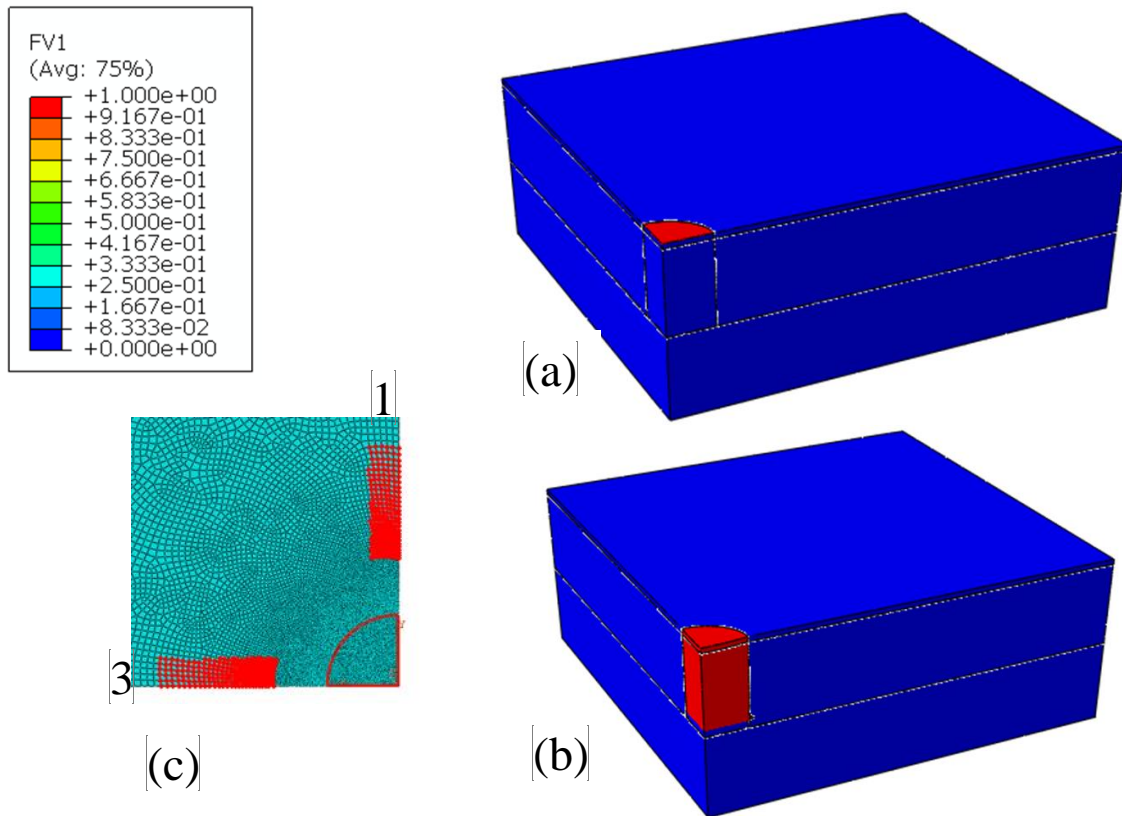 FV1
(Avg: 75%)
+1.000e+00
+9.167e-01
+8.333e-01
+7.500e-01
+6.667e-01
+5.833e-01
+5.000e-01
+4.167e-01
+3.333e-01
+2.500e-01
+1.667e-01
+8.333e-02
+0.000e+00
(a)
1
3
(c)
(b)